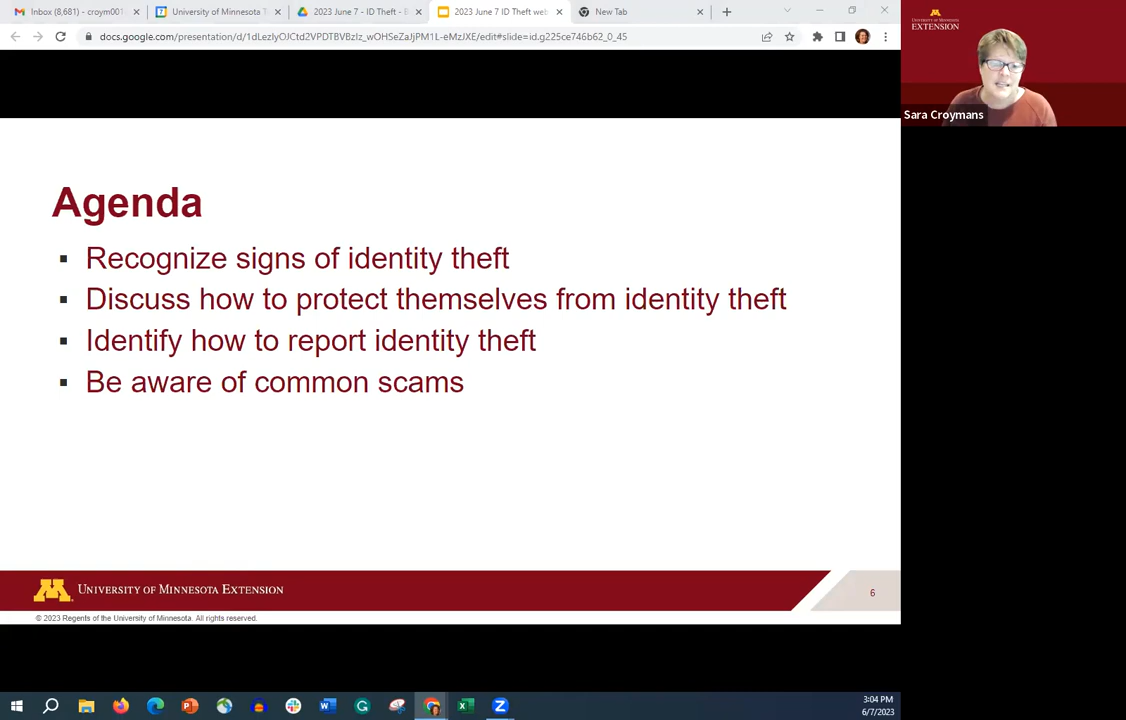 Inbox (8,681) - croym001
University of Minnesota T
2023 June 7 - ID Theft -
2023 June 7 ID Theft web
New Tab
docs.google.com/presentation/d/1dLezIyOJCtd2VPDTBVBzIz_wOHSeZaJjPM1L-eMzJXE/edit#slide=id.g225ce746b62_0_45
UNIVERSITY OF MINNESOTA
EXTENSION
Sara Croymans
Agenda
▪ Recognize signs of identity theft
▪ Discuss how to protect themselves from identity theft
▪ Identify how to report identity theft
▪ Be aware of common scams
UNIVERSITY OF MINNESOTA EXTENSION
6
© 2023 Regents of the University of Minnesota. All rights reserved.
3:04 PM
6/7/2023